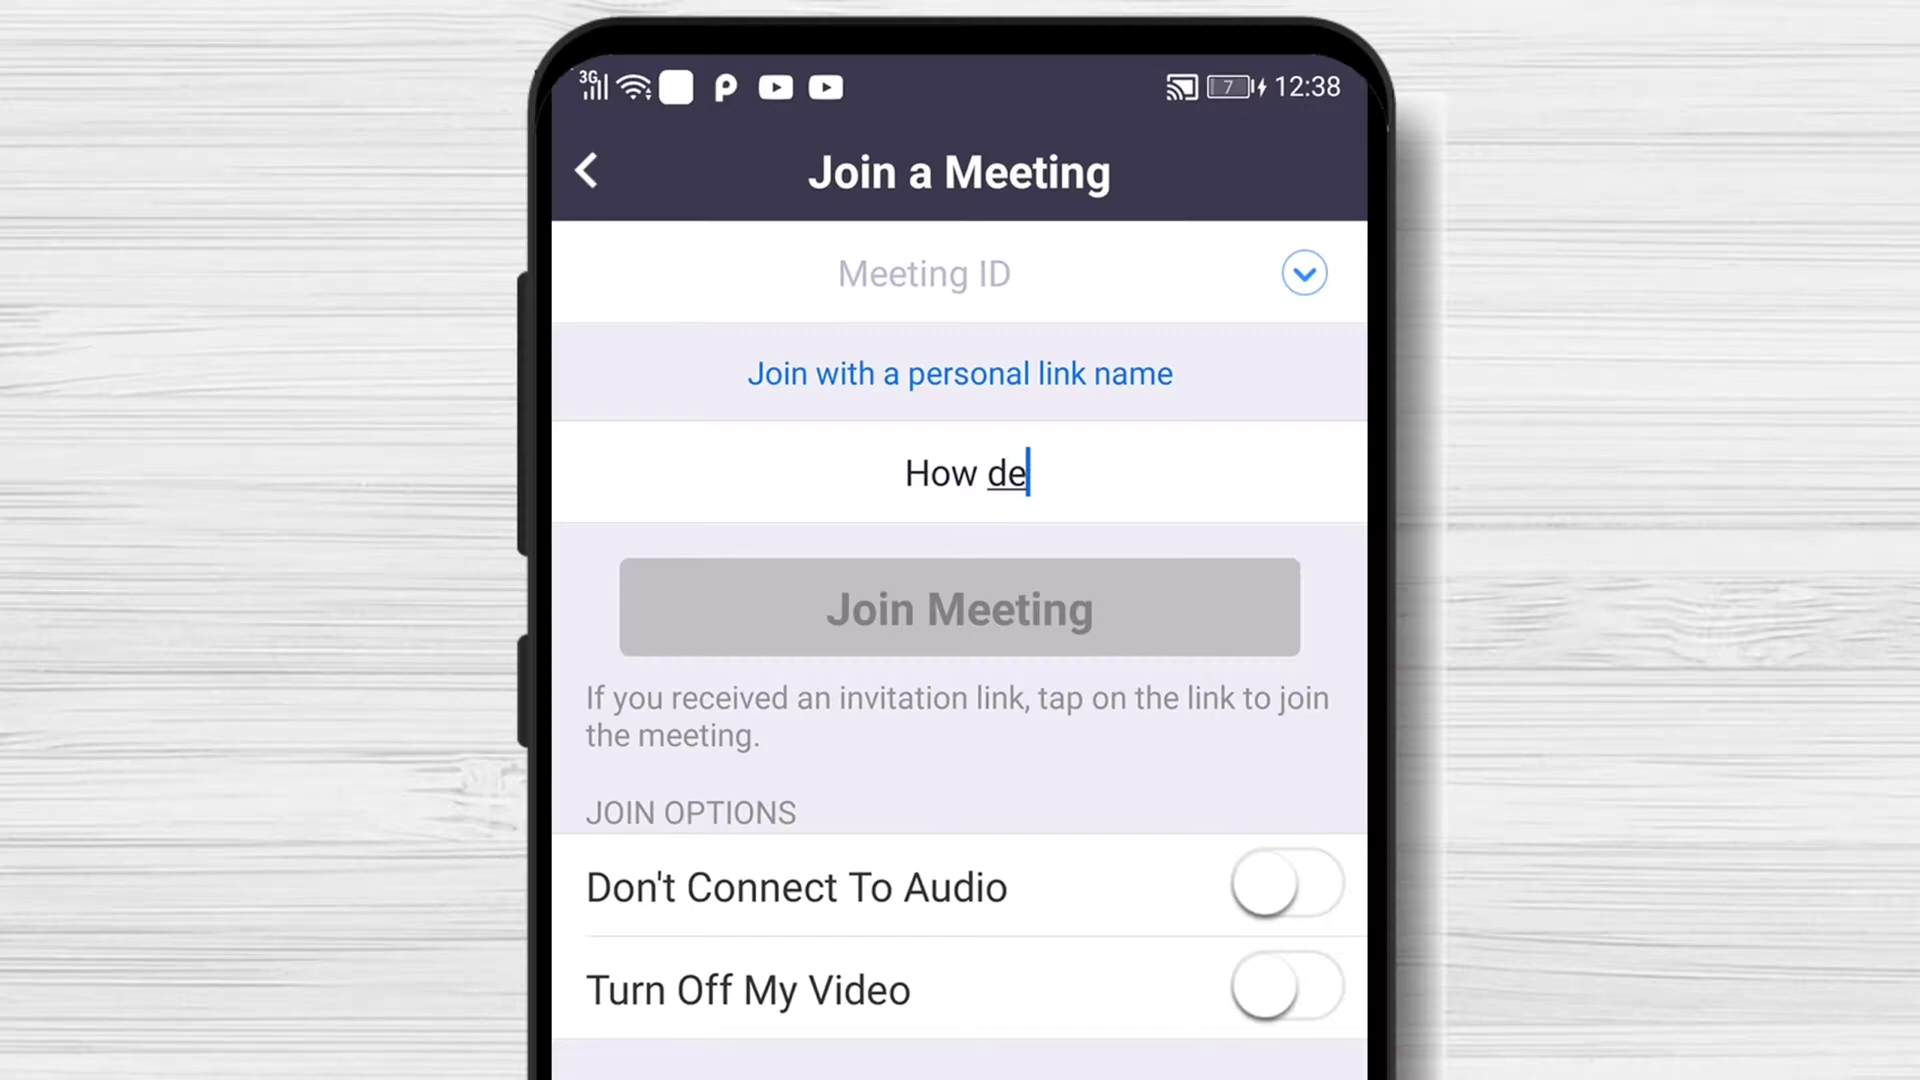 3G 7 12:38
Join a Meeting
Meeting ID
Join with a personal link name
How de
Join Meeting
If you received an invitation link, tap on the link to join
the meeting.
JOIN OPTIONS
Don't Connect To Audio
Turn Off My Video